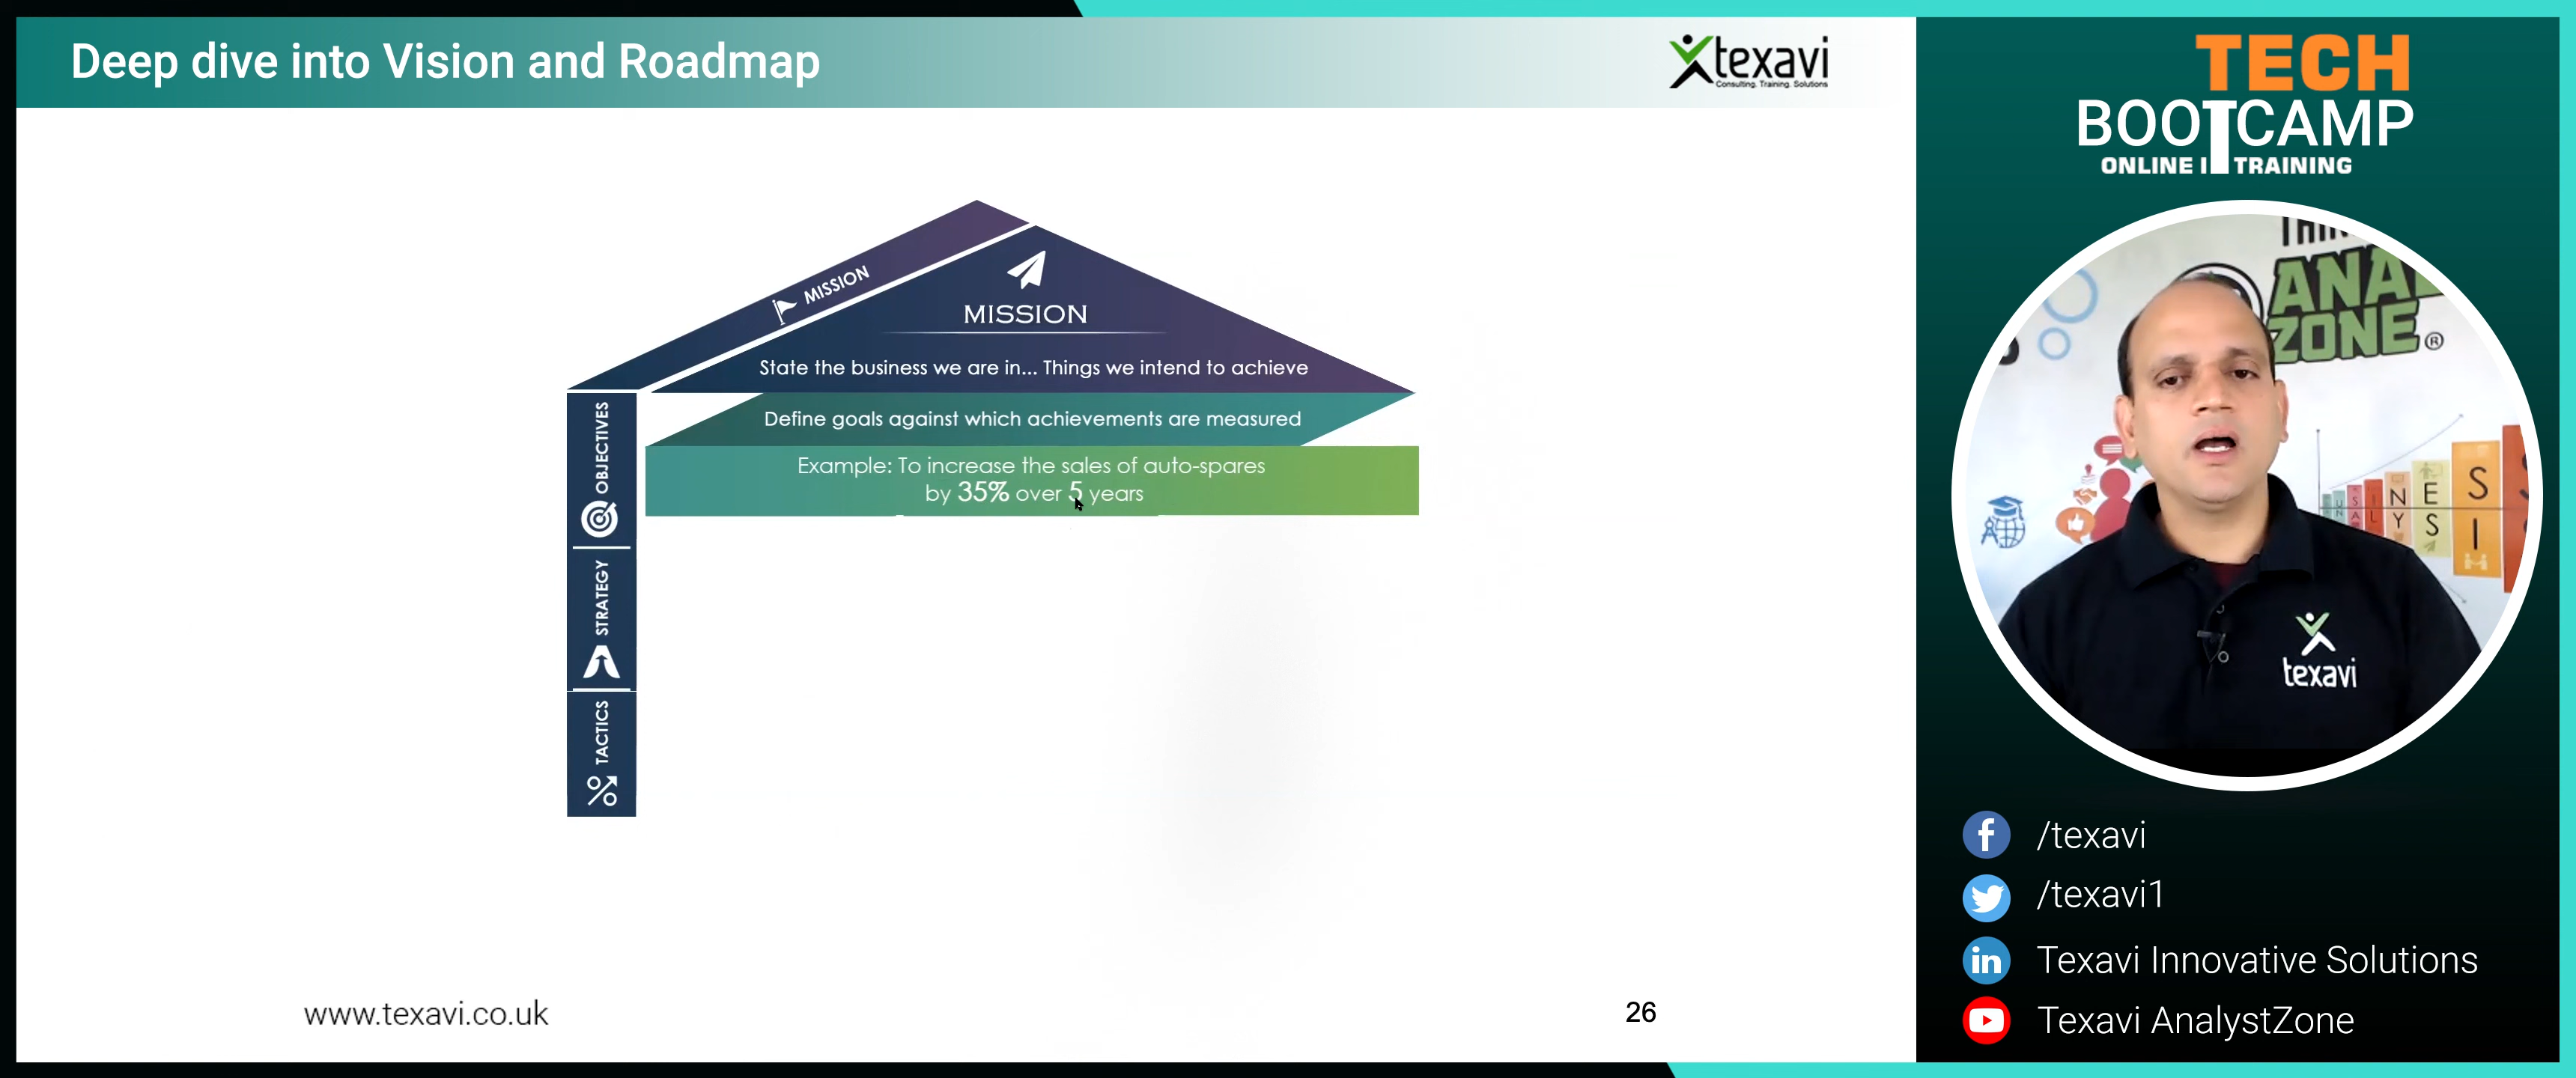 Deep dive into Vision and Roadmap
texavi
Consulting. Training. Solutions
MISSION
MISSION
State the business we are in... Things we intend to achieve
Define goals against which achievements are measured
Example: To increase the sales of auto-spares
by 35% over 5 years
OBJECTIVES
STRATEGY
TACTICS
www.texavi.co.uk
26
TECH
BOOTCAMP
ONLINE IT TRAINING
ANAL
ZONE®
N E S
Y S I
texavi
/texavi
/texavi1
Texavi Innovative Solutions
Texavi AnalystZone